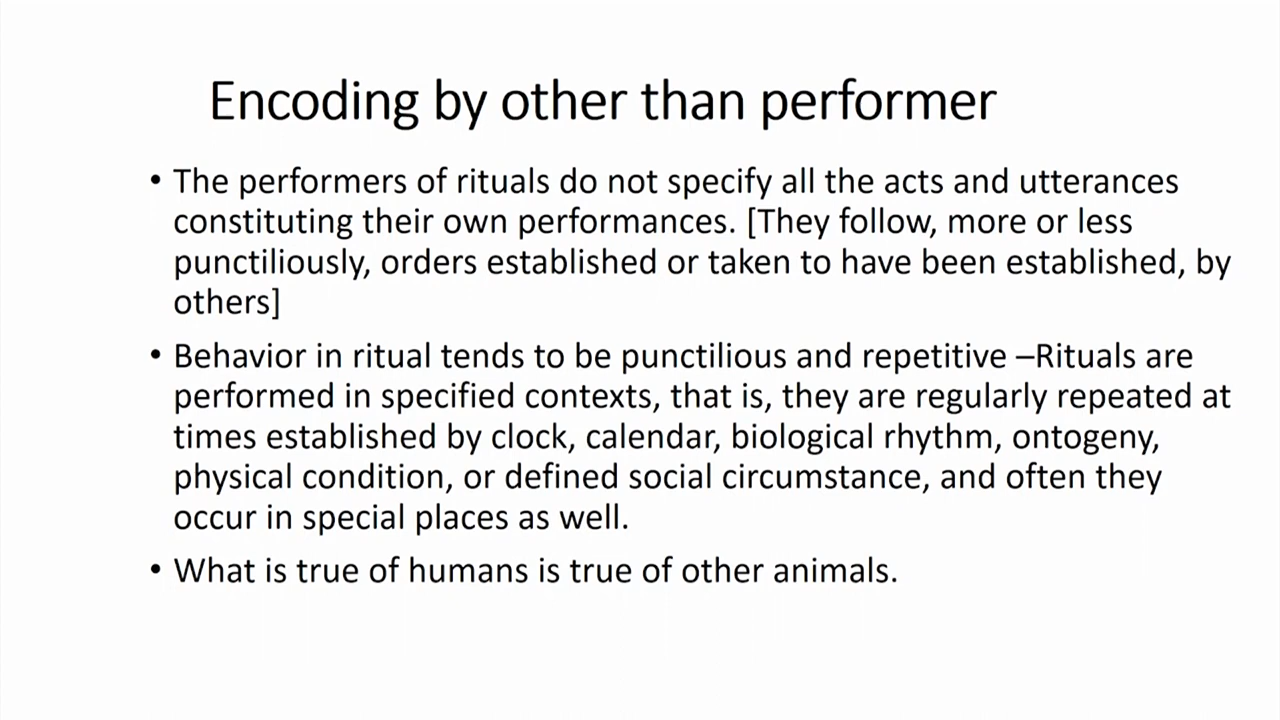 Encoding by other than performer
• The performers of rituals do not specify all the acts and utterances
constituting their own performances. [They follow, more or less
punctiliously, orders established or taken to have been established, by
others]
• Behavior in ritual tends to be punctilious and repetitive –Rituals are
performed in specified contexts, that is, they are regularly repeated at
times established by clock, calendar, biological rhythm, ontogeny,
physical condition, or defined social circumstance, and often they
occur in special places as well.
• What is true of humans is true of other animals.